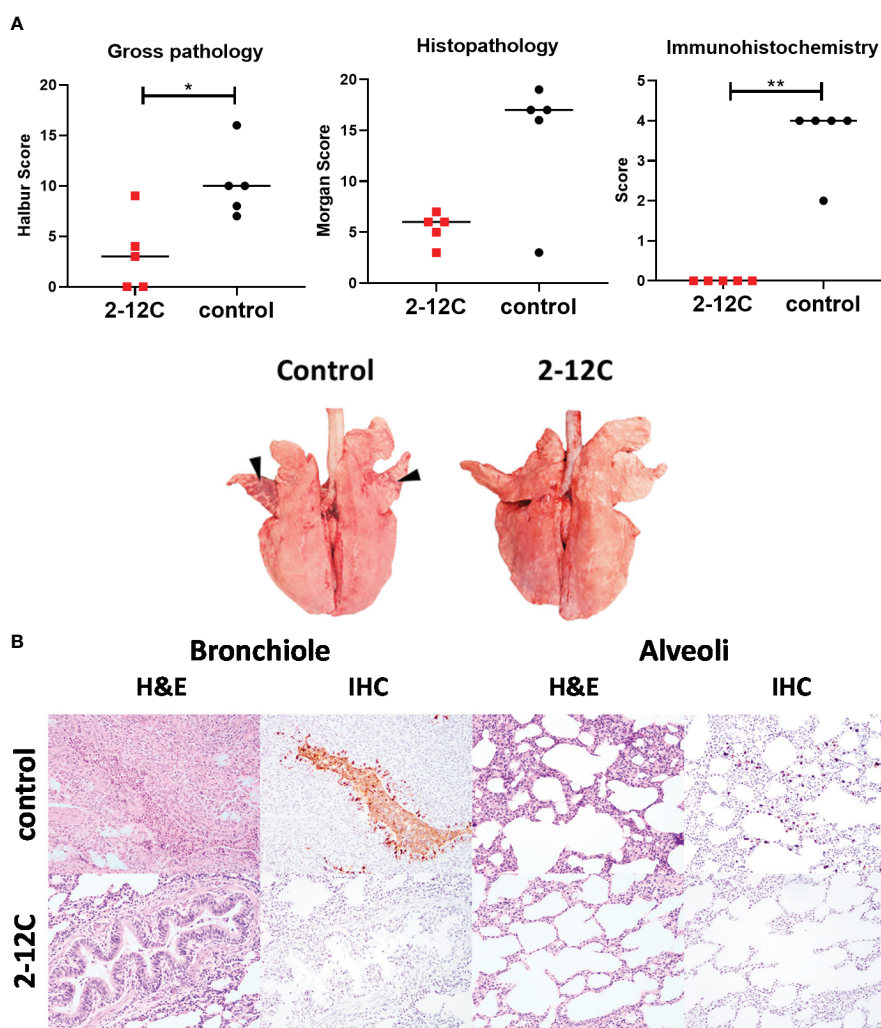 A
Gross pathology
Halbur Score
20
15
10
5
0
*
2-12C control
Histopathology
Morgan Score
20
15
10
5
0
2-12C control
Immunohistochemistry
Score
5
4
3
2
1
0
**
2-12C control
Control 2-12C
B
Bronchiole Alveoli
H&E IHC H&E IHC
control
2-12C